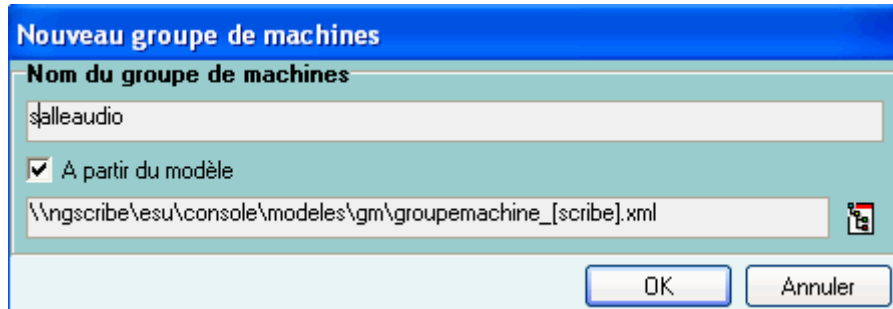 Nouveau groupe de machines
Nom du groupe de machines
salleaudio
A partir du modèle
\\ngscribe\esu\console\modeles\gm\groupemachine_[scribe].xml
OK Annuler